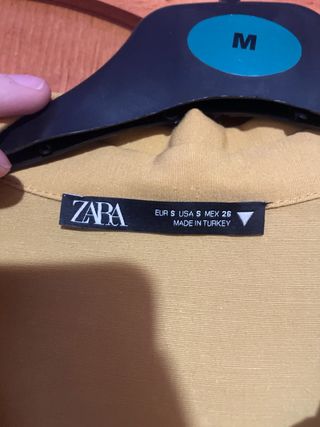 M
ZARA
EUR S USA S MEX 26
MADE IN TURKEY